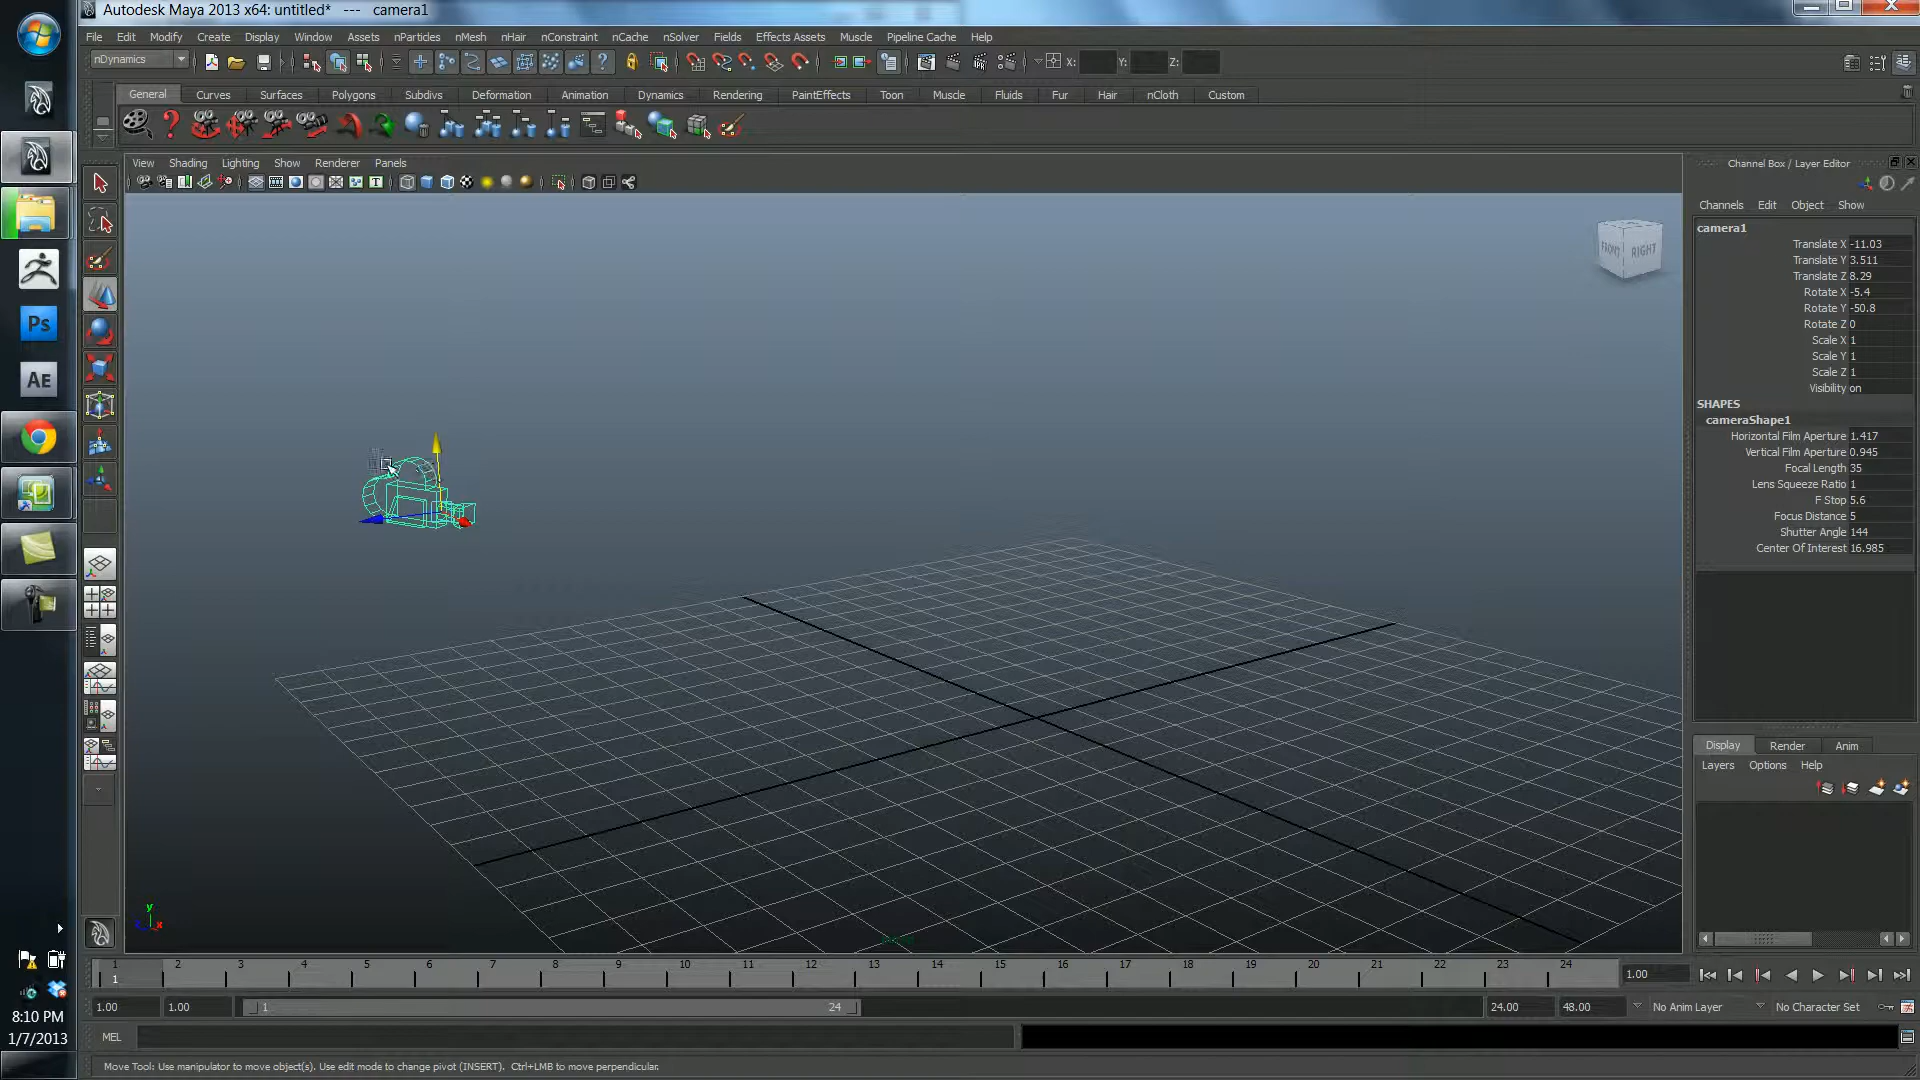 Autodesk Maya 2013 x64: untitled* --- camera1
File Edit Modify Create Display Window Assets nParticles nMesh nHair nConstraint nCache nSolver Fields Effects Assets Muscle Pipeline Cache Help
nDynamics X: Y: Z:
General Curves Surfaces Polygons Subdivs Deformation Animation Dynamics Rendering PaintEffects Toon Muscle Fluids Fur Hair nCloth Custom
View Shading Lighting Show Renderer Panels
Channel Box / Layer Editor
Channels Edit Object Show
FRONT RIGHT
camera1
Translate X -11.03
Translate Y 3.511
Translate Z 8.29
Rotate X -5.4
Rotate Y -50.8
Rotate Z 0
Scale X 1
Scale Y 1
Scale Z 1
Visibility on
SHAPES
cameraShape1
Horizontal Film Aperture 1.417
Vertical Film Aperture 0.945
Focal Length 35
Lens Squeeze Ratio 1
F Stop 5.6
Focus Distance 5
Shutter Angle 144
Center Of Interest 16.985
Ps
AE
Display Render Anim
Layers Options Help
y
x
1 2 3 4 5 6 7 8 9 10 11 12 13 14 15 16 17 18 19 20 21 22 23 24
1 1.00
1.00 1.00 1 24 24.00 48.00 No Anim Layer No Character Set
8:10 PM
1/7/2013
MEL
Move Tool: Use manipulator to move object(s). Use edit mode to change pivot (INSERT). Ctrl+LMB to move perpendicular.